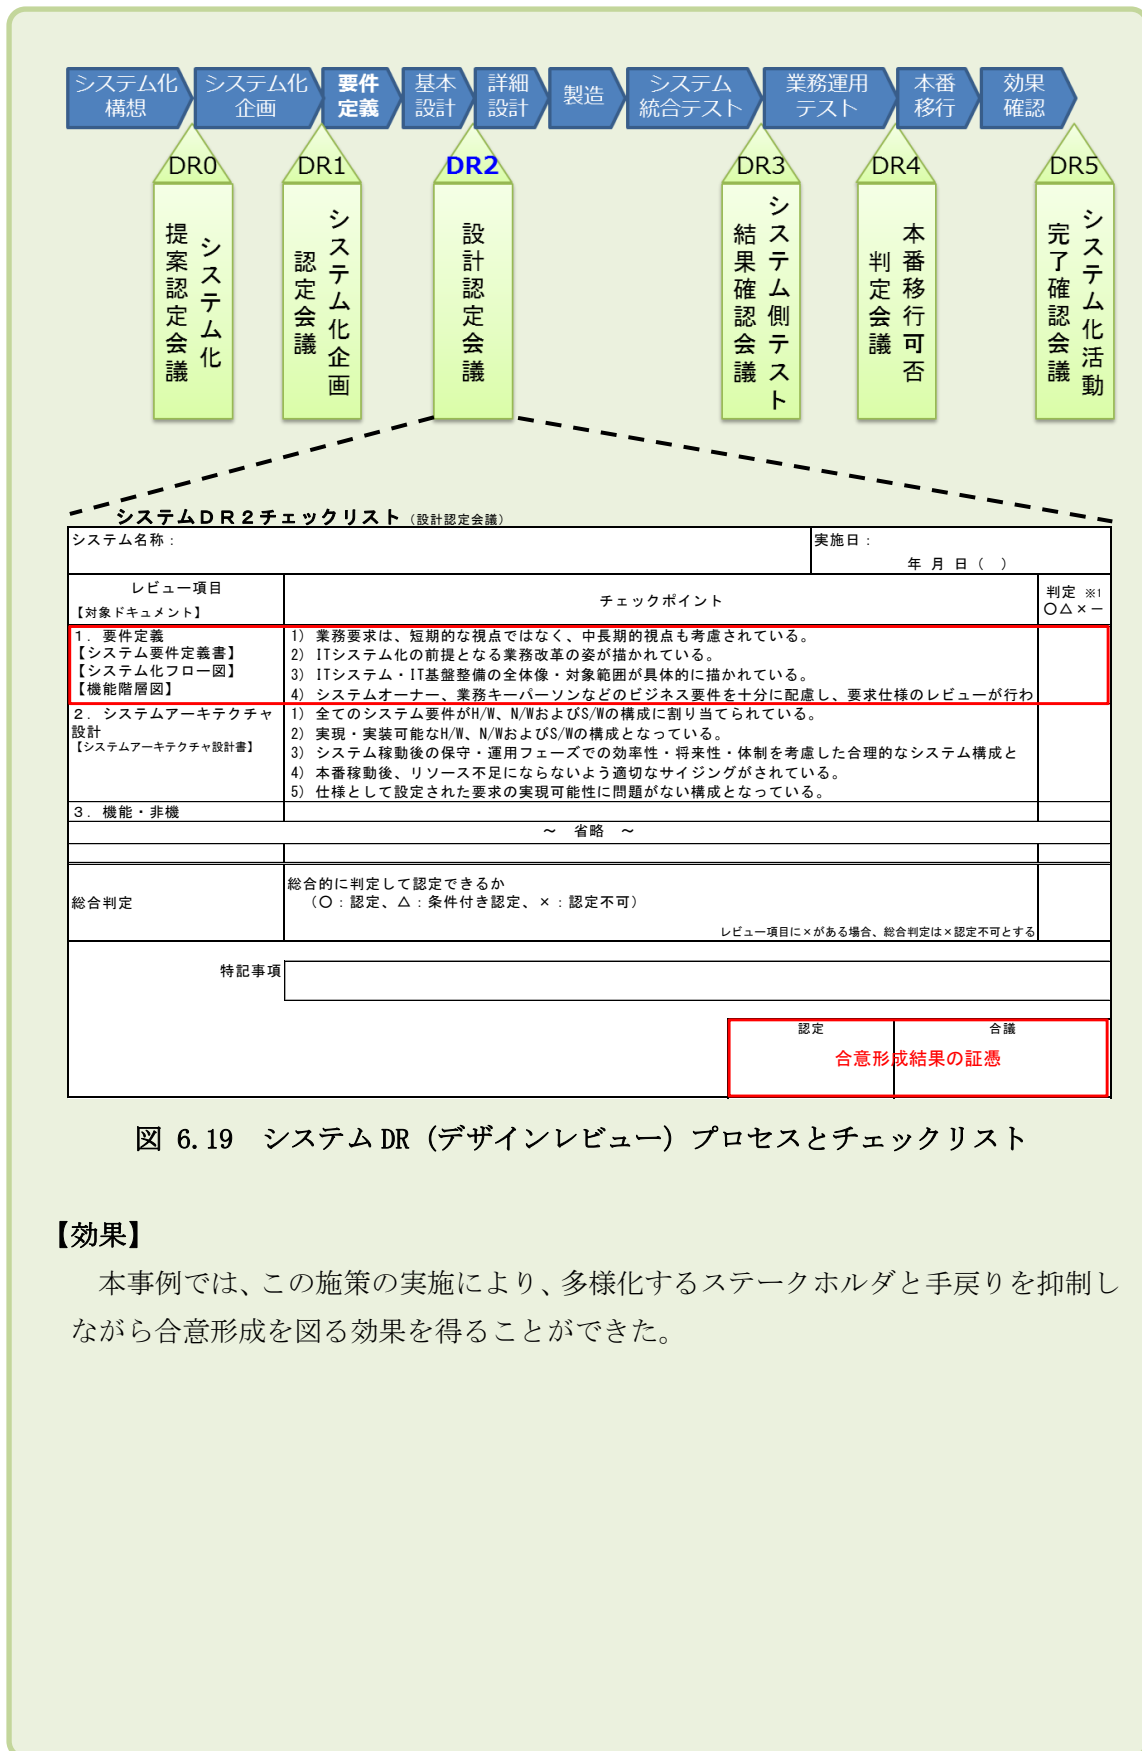 システム化
構想
システム化
企画
要件
定義
基本
設計
詳細
設計
製造
システム
統合テスト
業務運用
テスト
本番
移行
効果
確認
DR0
DR1
DR2
DR3
DR4
DR5
システム化
提案認定会議
システム化企画
認定会議
設計認定会議
システム側テスト
結果確認会議
本番移行可否
判定会議
システム化活動
完了確認会議
システムDR2チェックリスト（設計認定会議）
システム名称：
実施日：
年 月 日（ ）
レビュー項目
【対象ドキュメント】
チェックポイント
判定 ※1
○△×－
1．要件定義
【システム要件定義書】
【システム化フロー図】
【機能階層図】
1）業務要求は、短期的な視点ではなく、中長期的視点も考慮されている。
2）ITシステム化の前提となる業務改革の姿が描かれている。
3）ITシステム・IT基盤整備の全体像・対象範囲が具体的に描かれている。
4）システムオーナー、業務キーパーソンなどのビジネス要件を十分に配慮し、要求仕様のレビューが行わ
2．システムアーキテクチャ
設計
【システムアーキテクチャ設計書】
1）全てのシステム要件がH/W、N/WおよびS/Wの構成に割り当てられている。
2）実現・実装可能なH/W、N/WおよびS/Wの構成となっている。
3）システム稼動後の保守・運用フェーズでの効率性・将来性・体制を考慮した合理的なシステム構成と
4）本番稼動後、リソース不足にならないよう適切なサイジングがされている。
5）仕様として設定された要求の実現可能性に問題がない構成となっている。
3．機能・非機
～ 省略 ～
総合判定
総合的に判定して認定できるか
（○：認定、△：条件付き認定、×：認定不可）
レビュー項目に×がある場合、総合判定は×認定不可とする
特記事項
認定
合議
合意形成結果の証憑
図 6.19 システム DR（デザインレビュー）プロセスとチェックリスト
【効果】
本事例では、この施策の実施により、多様化するステークホルダと手戻りを抑制し
ながら合意形成を図る効果を得ることができた。